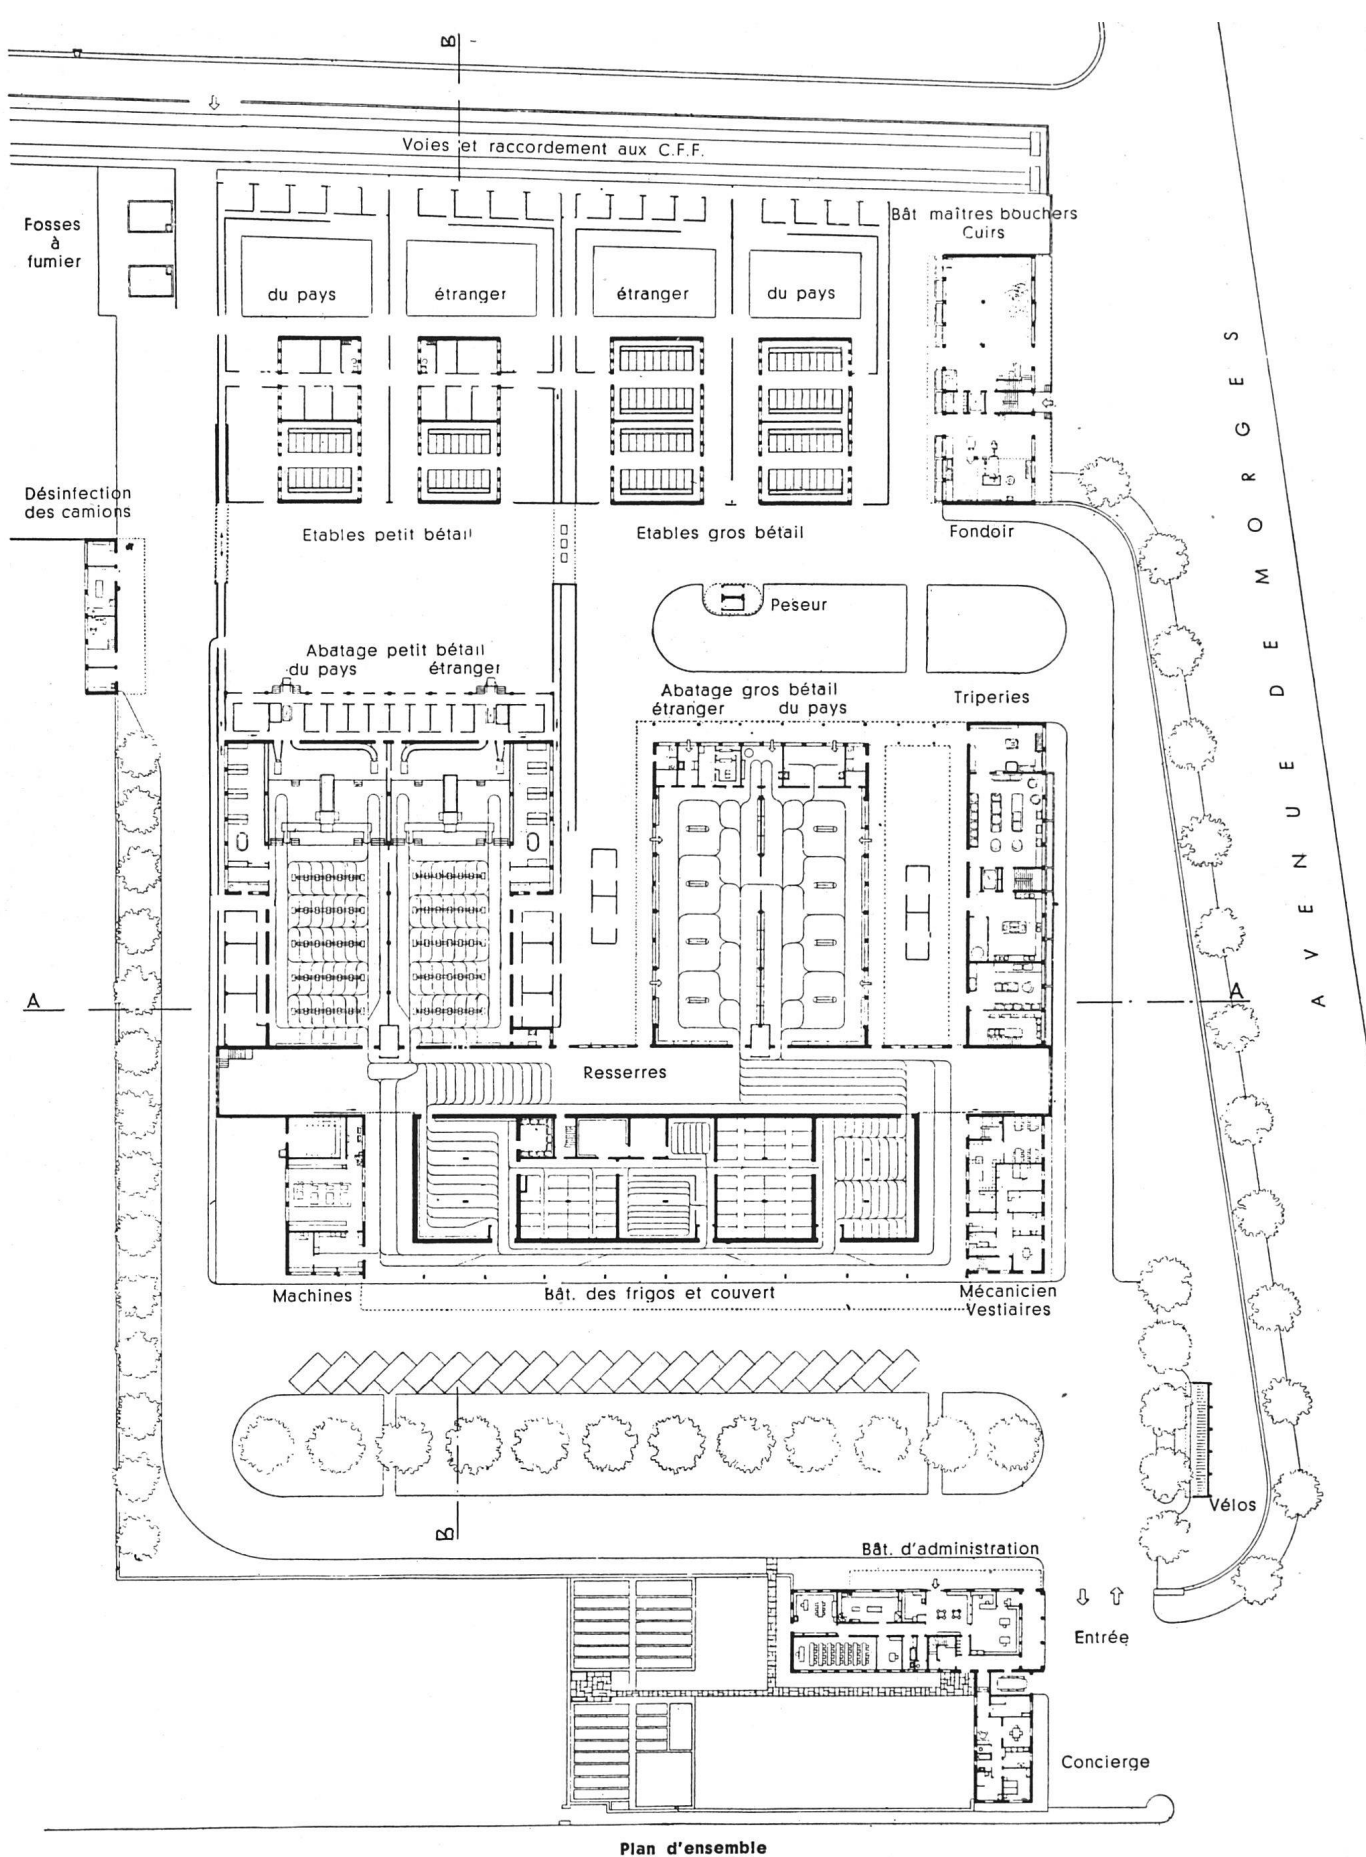 B
Voies et raccordement aux C.F.F.
Fosses
à
fumier
Bât maîtres bouchers
Cuirs
du pays
étranger
étranger
du pays
Désinfection
des camions
Etables petit bétail
Etables gros bétail
Fondoir
Peseur
Abatage petit bétail
du pays
étranger
Abatage gros bétail
étranger
du pays
Triperies
AVENUE DE MORGES
A
A
Resserres
Machines
Bât. des frigos et couvert
Mécanicien
Vestiaires
B
Vélos
Bât. d'administration
Entrée
Concierge
Plan d'ensemble